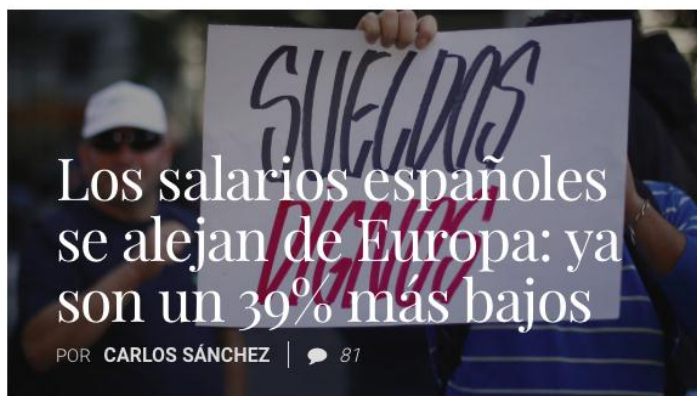 SUELDOS
DIGNOS
Los salarios españoles
se alejan de Europa: ya
son un 39% más bajos
POR CARLOS SÁNCHEZ 81